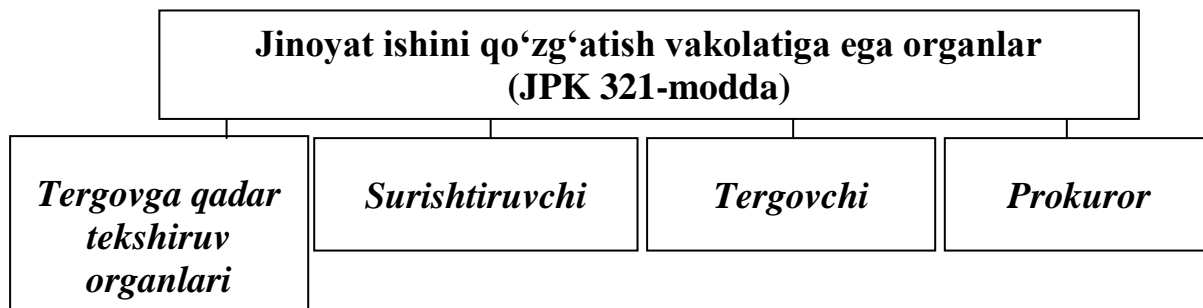 Jinoyat ishini qo‘zg‘atish vakolatiga ega organlar
(JPK 321-modda)
Tergovga qadar
tekshiruv
organlari
Surishtiruvchi
Tergovchi
Prokuror